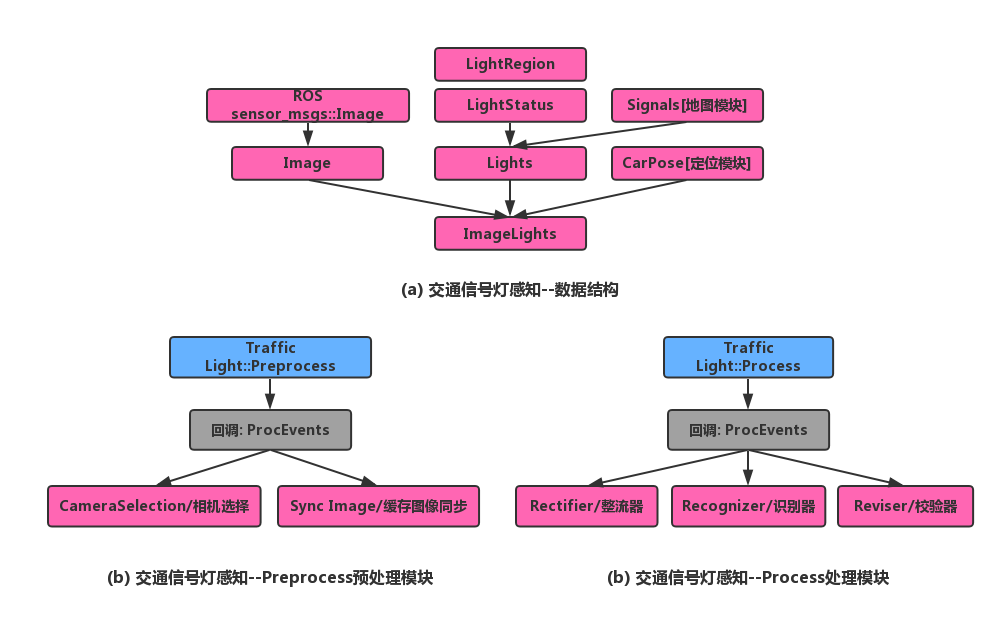 LightRegion
ROS
sensor_msgs::Image
LightStatus
Signals[地图模块]
Image
Lights
CarPose[定位模块]
ImageLights
(a) 交通信号灯感知--数据结构
Traffic
Light::Preprocess
回调: ProcEvents
CameraSelection/相机选择
Sync Image/缓存图像同步
(b) 交通信号灯感知--Preprocess预处理模块
Traffic
Light::Process
回调: ProcEvents
Rectifier/整流器
Recognizer/识别器
Reviser/校验器
(b) 交通信号灯感知--Process处理模块